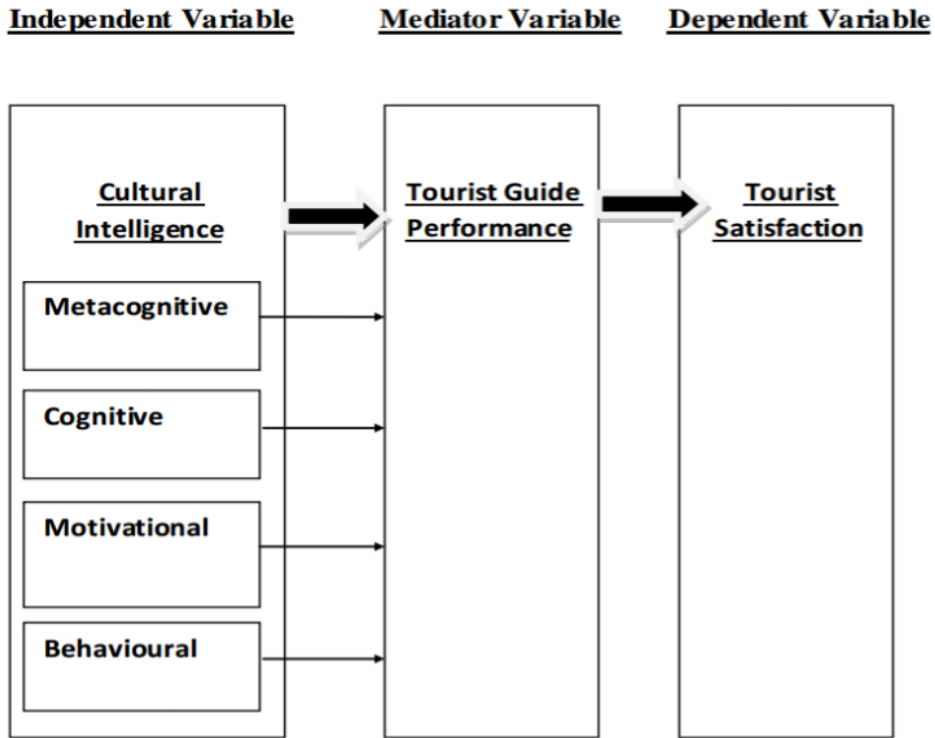 Independent Variable
Mediator Variable
Dependent Variable
Cultural
Intelligence
Tourist Guide
Performance
Tourist
Satisfaction
Metacognitive
Cognitive
Motivational
Behavioural